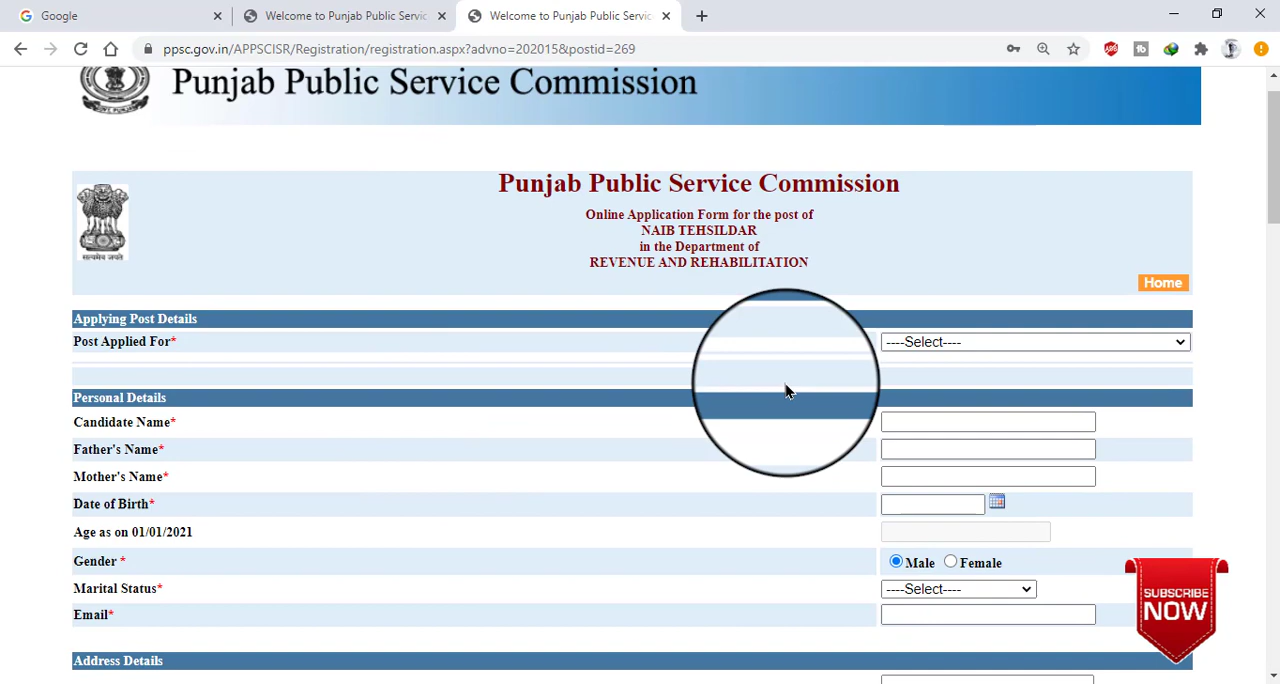 Google
Welcome to Punjab Public Servic
Welcome to Punjab Public Servic
ppsc.gov.in/APPSCISR/Registration/registration.aspx?advno=202015&postid=269
Punjab Public Service Commission
सत्यमेव जयते
Punjab Public Service Commission
Online Application Form for the post of
NAIB TEHSILDAR
in the Department of
REVENUE AND REHABILITATION
Home
Applying Post Details
Post Applied For*
----Select----
Personal Details
Candidate Name*
Father's Name*
Mother's Name*
Date of Birth*
Age as on 01/01/2021
Gender * Male Female
Marital Status* ----Select----
Email*
SUBSCRIBE
NOW
Address Details